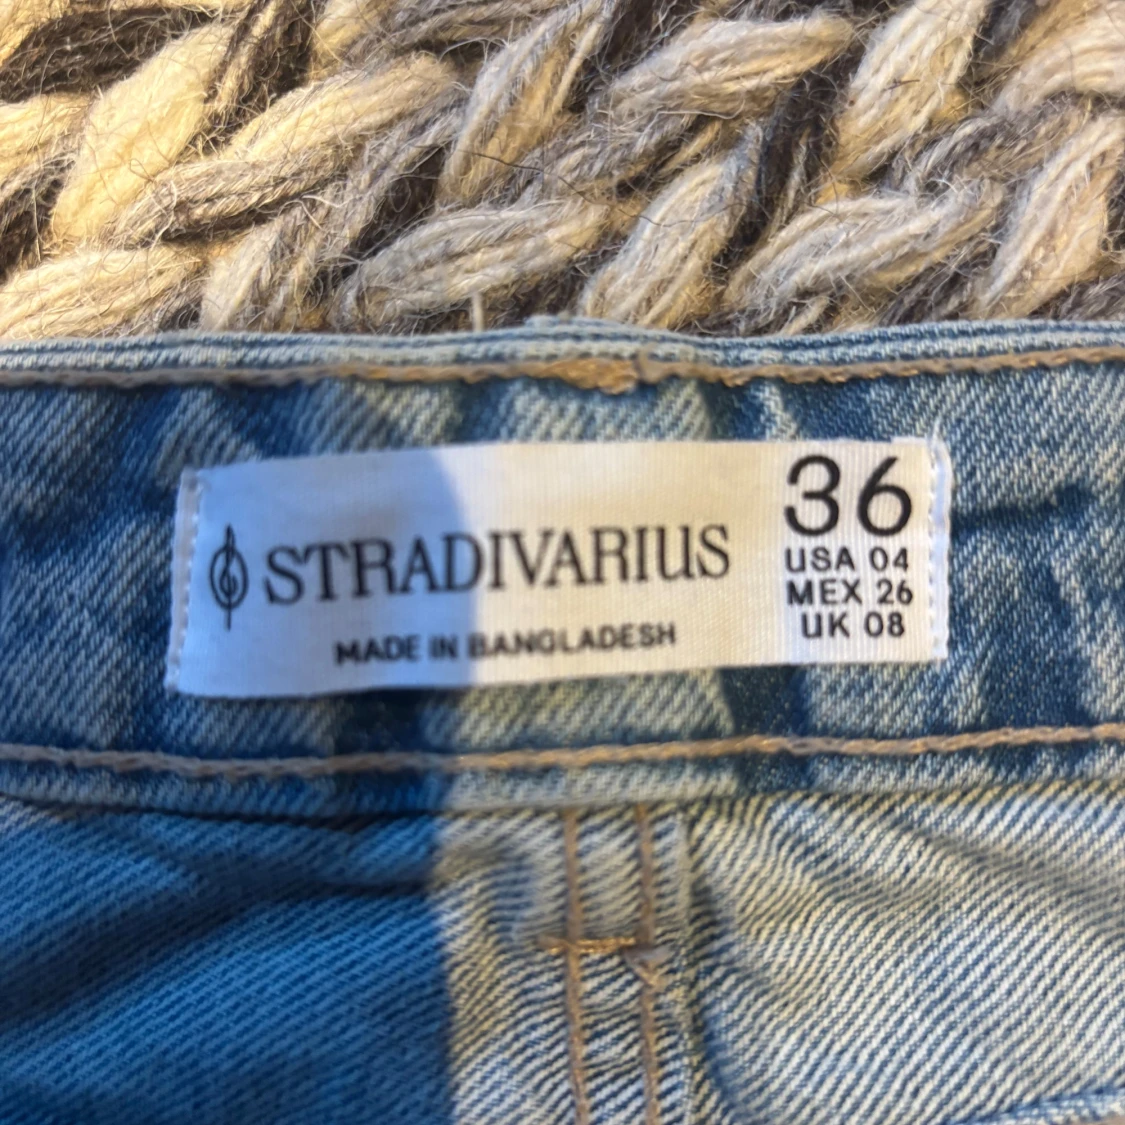 STRADIVARIUS
MADE IN BANGLADESH
36
USA 04
MEX 26
UK 08